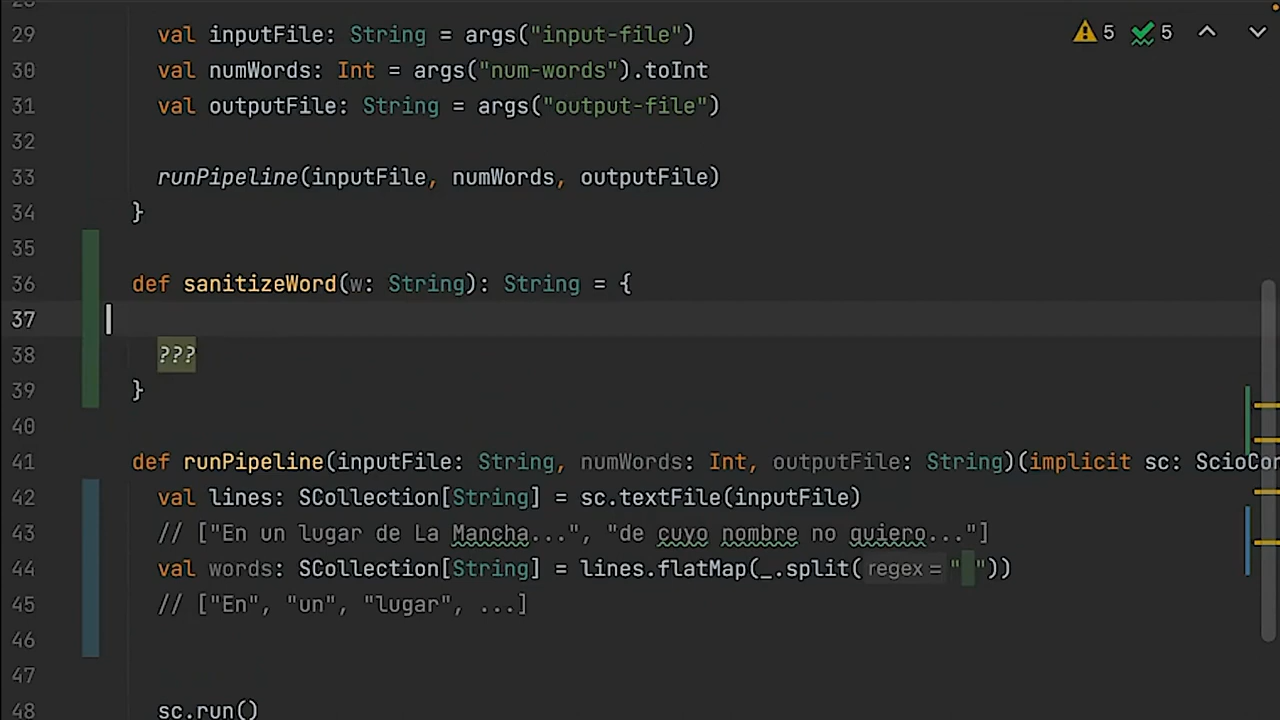 29 val inputFile: String = args("input-file") 5 5
30 val numWords: Int = args("num-words").toInt
31 val outputFile: String = args("output-file")
32
33 runPipeline(inputFile, numWords, outputFile)
34 }
35
36 def sanitizeWord(w: String): String = {
37
38 ???
39 }
40
41 def runPipeline(inputFile: String, numWords: Int, outputFile: String)(implicit sc: ScioCon
42 val lines: SCollection[String] = sc.textFile(inputFile)
43 // ["En un lugar de La Mancha...", "de cuyo nombre no quiero..."]
44 val words: SCollection[String] = lines.flatMap(_.split( regex = " "))
45 // ["En", "un", "lugar", ...]
46
47
48 sc.run()